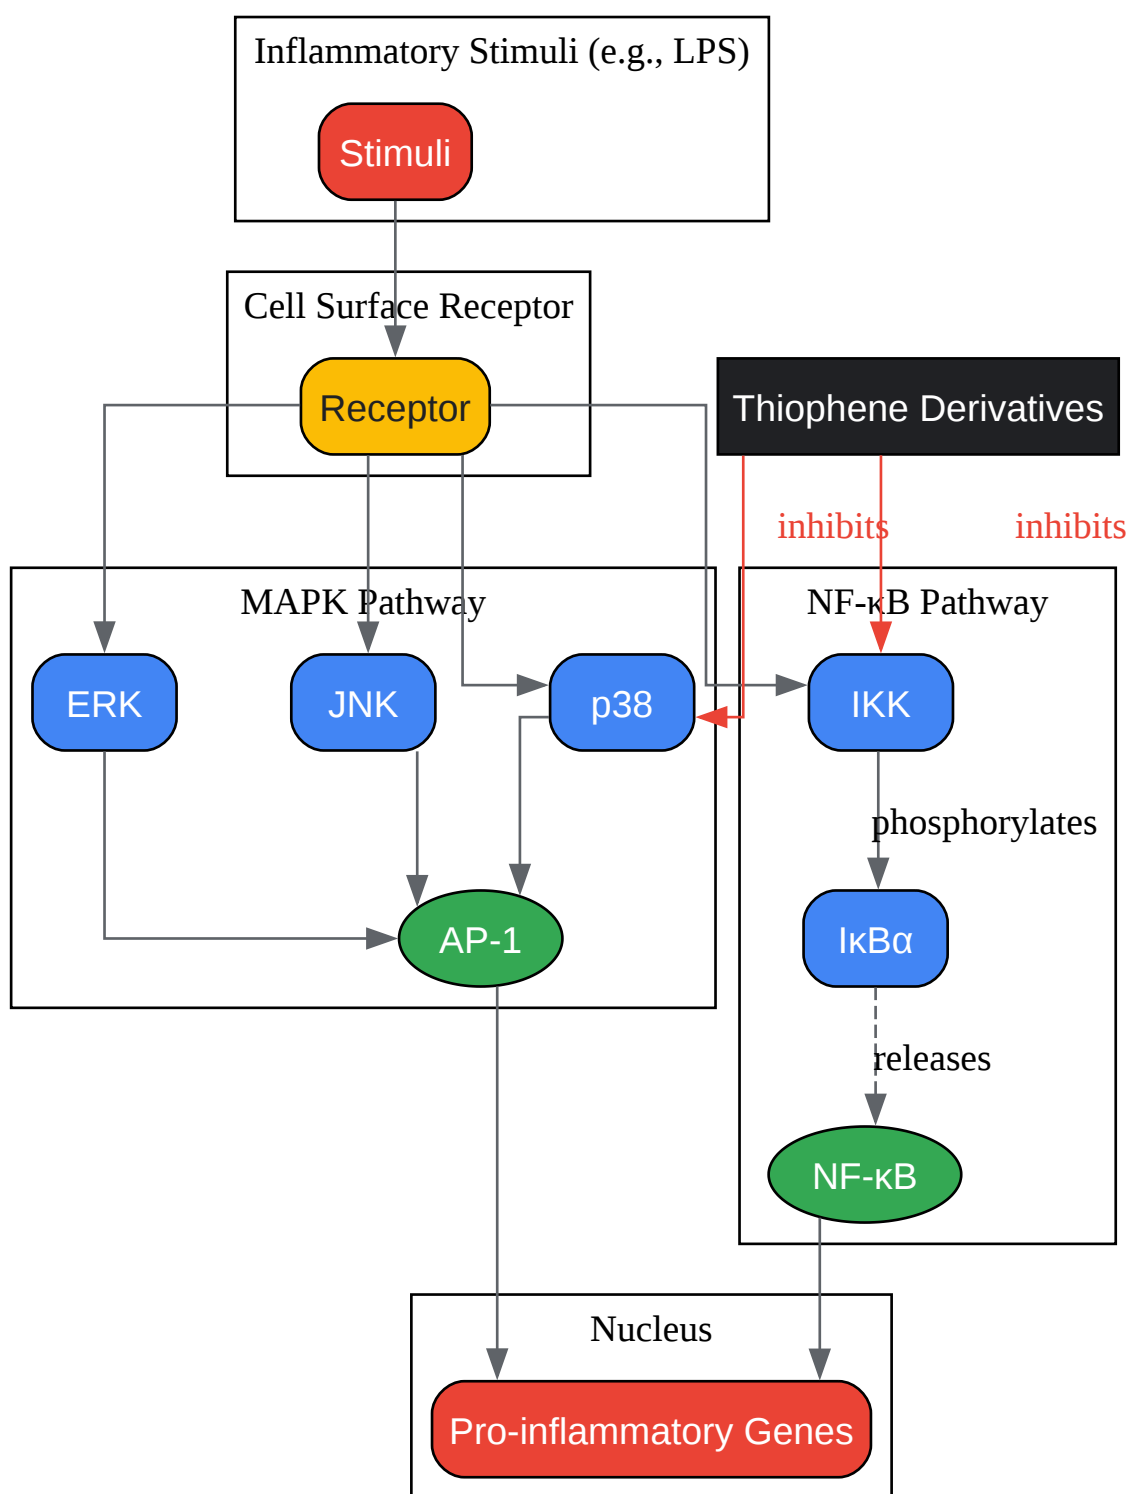 Inflammatory Stimuli (e.g., LPS)
Stimuli
Cell Surface Receptor
Receptor
Thiophene Derivatives
inhibits
inhibits
MAPK Pathway
NF-κB Pathway
ERK
JNK
p38
IKK
phosphorylates
AP-1
IκBα
releases
NF-κB
Nucleus
Pro-inflammatory Genes